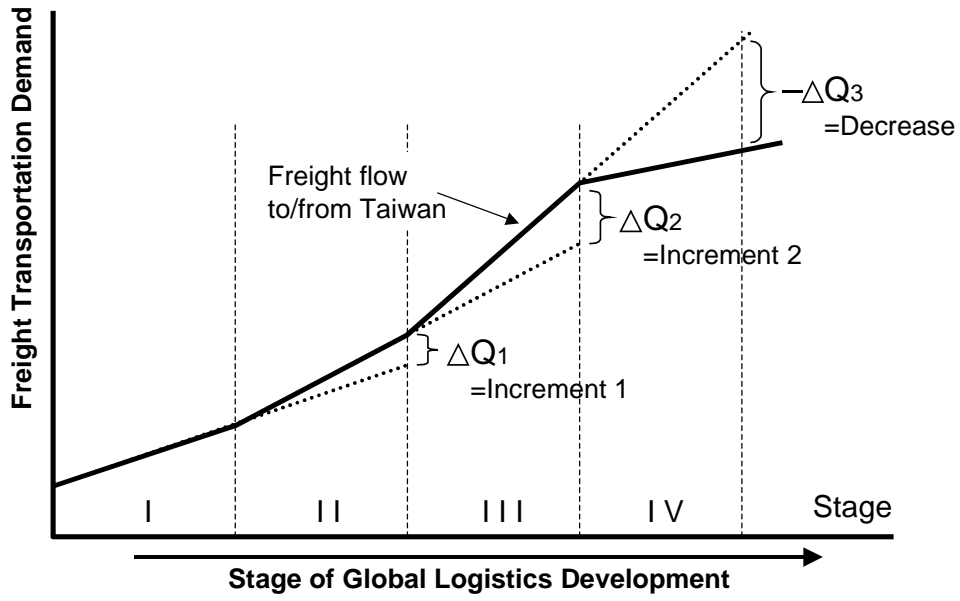 Freight Transportation Demand
—△Q3
=Decrease
Freight flow
to/from Taiwan
△Q2
=Increment 2
△Q1
=Increment 1
I
II
III
IV
Stage
Stage of Global Logistics Development